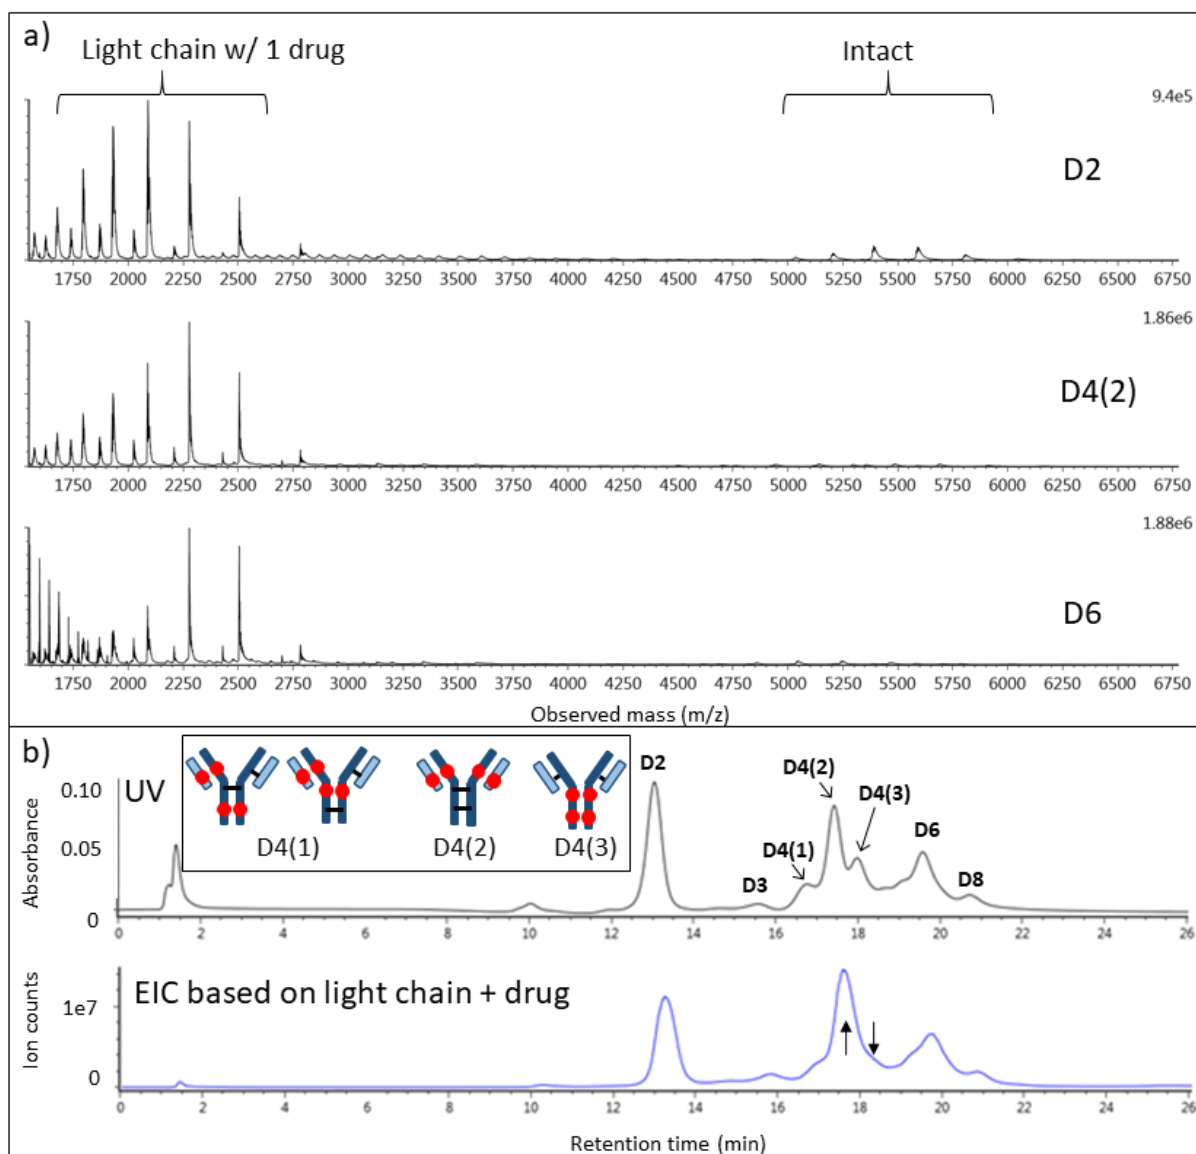 a)
Light chain w/ 1 drug
Intact
9.4e5
D2
1750 2000 2250 2500 2750 3000 3250 3500 3750 4000 4250 4500 4750 5000 5250 5500 5750 6000 6250 6500 6750
1.86e6
D4(2)
1750 2000 2250 2500 2750 3000 3250 3500 3750 4000 4250 4500 4750 5000 5250 5500 5750 6000 6250 6500 6750
1.88e6
D6
1750 2000 2250 2500 2750 3000 3250 3500 3750 4000 4250 4500 4750 5000 5250 5500 5750 6000 6250 6500 6750
Observed mass (m/z)
b)
UV
D4(1) D4(2) D4(3)
D2
D3
D4(1)
D4(2)
D4(3)
D6
D8
Absorbance
0.10
0.05
0
0 2 4 6 8 10 12 14 16 18 20 22 24 26
EIC based on light chain + drug
Ion counts
1e7
0
0 2 4 6 8 10 12 14 16 18 20 22 24 26
Retention time (min)